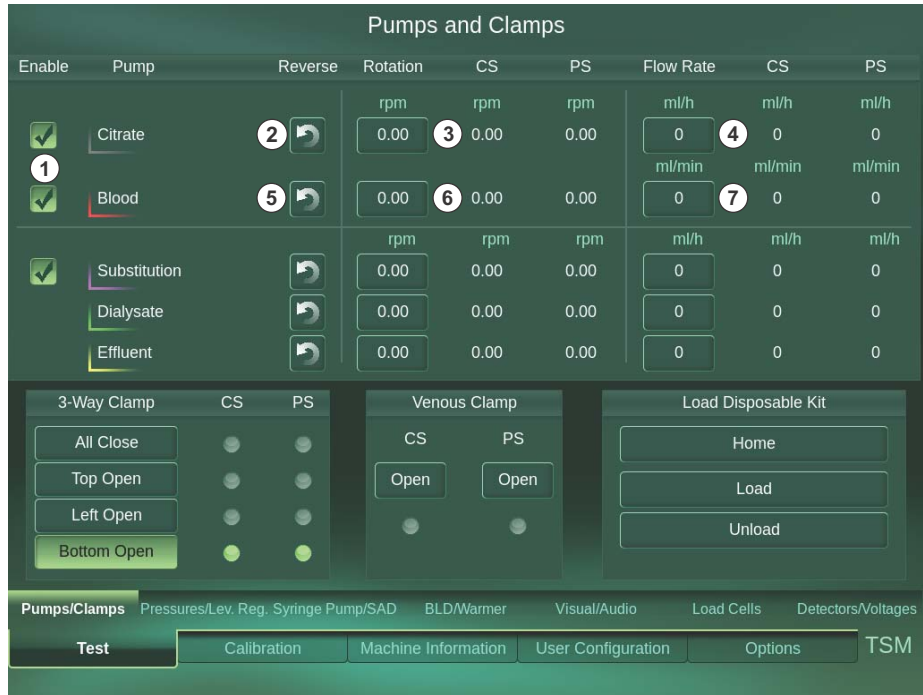 Pumps and Clamps
Enable Pump Reverse Rotation CS PS Flow Rate CS PS
rpm rpm rpm ml/h ml/h ml/h
Citrate 2 0.00 3 0.00 0.00 0 4 0 0
1 ml/min ml/min ml/min
Blood 5 0.00 6 0.00 0.00 0 7 0 0
rpm rpm rpm ml/h ml/h ml/h
Substitution 0.00 0.00 0.00 0 0 0
Dialysate 0.00 0.00 0.00 0 0 0
Effluent 0.00 0.00 0.00 0 0 0
3-Way Clamp CS PS Venous Clamp Load Disposable Kit
All Close CS PS Home
Top Open Open Open Load
Left Open Unload
Bottom Open
Pumps/Clamps Pressures/Lev. Reg. Syringe Pump/SAD BLD/Warmer Visual/Audio Load Cells Detectors/Voltages
Test Calibration Machine Information User Configuration Options TSM